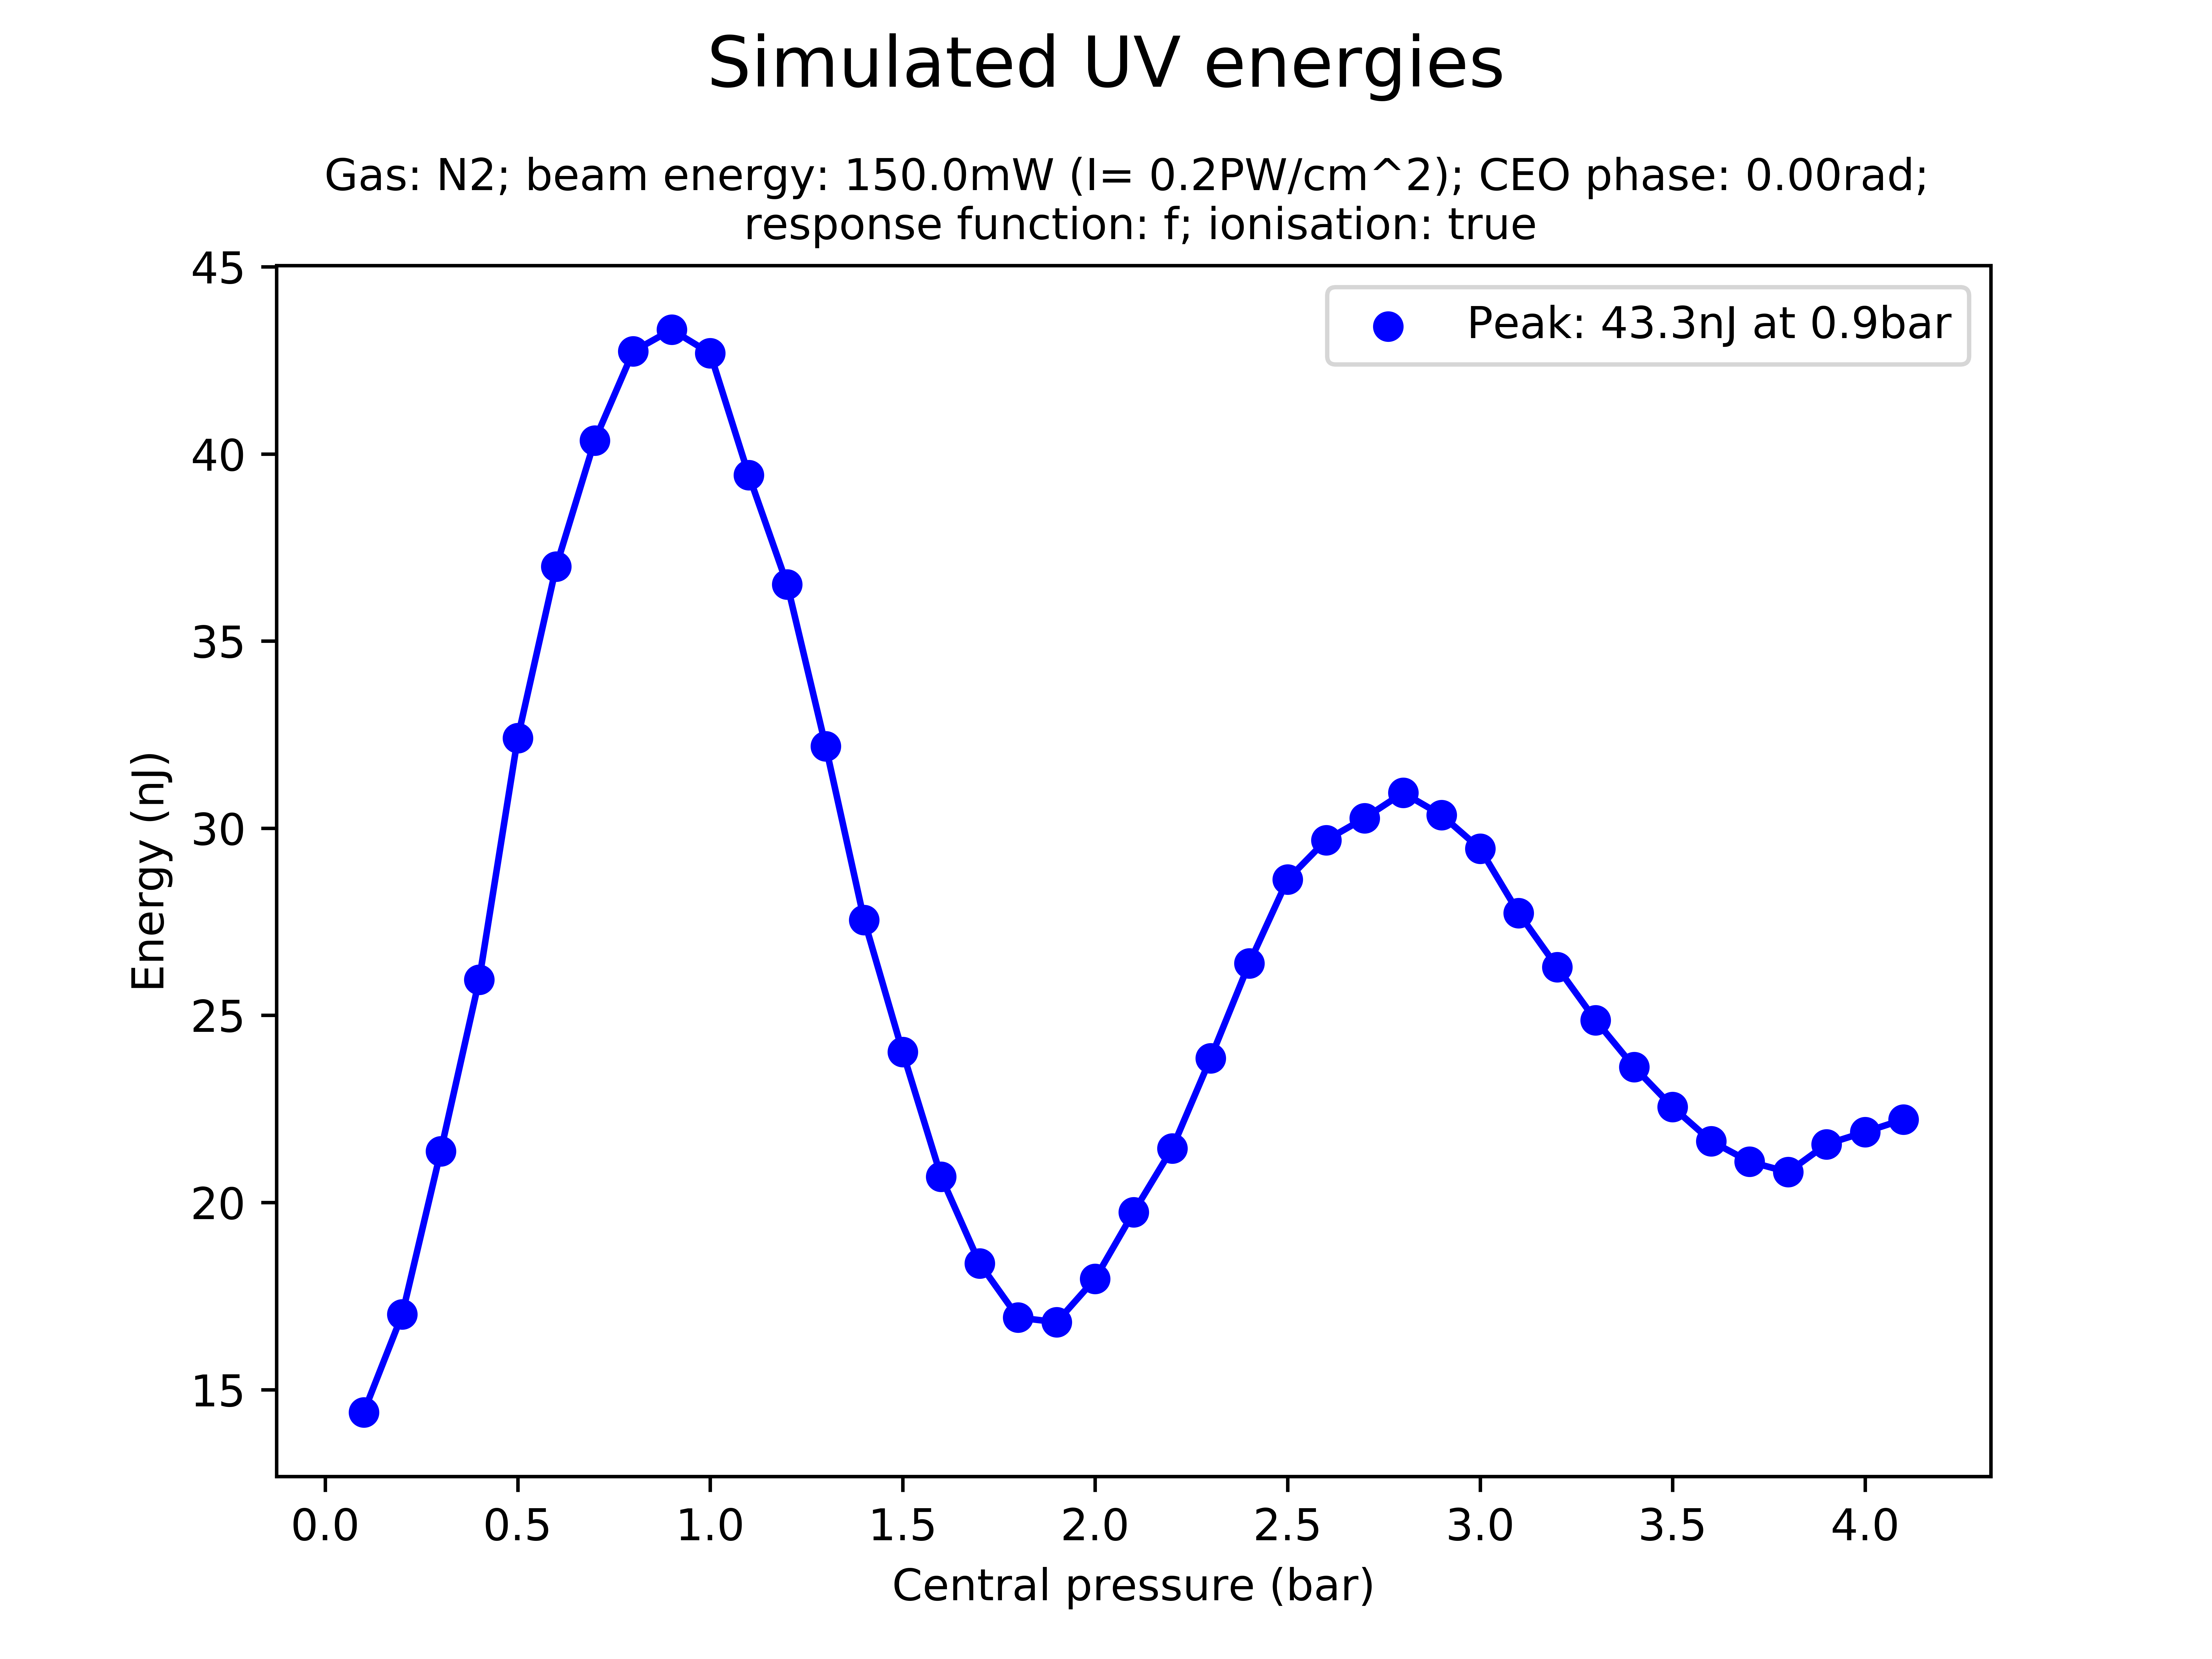 Simulated UV energies
Gas: N2; beam energy: 150.0mW (I= 0.2PW/cm^2); CEO phase: 0.00rad;
response function: f; ionisation: true
Peak: 43.3nJ at 0.9bar
45
40
35
30
25
20
15
Energy (nJ)
0.0 0.5 1.0 1.5 2.0 2.5 3.0 3.5 4.0
Central pressure (bar)